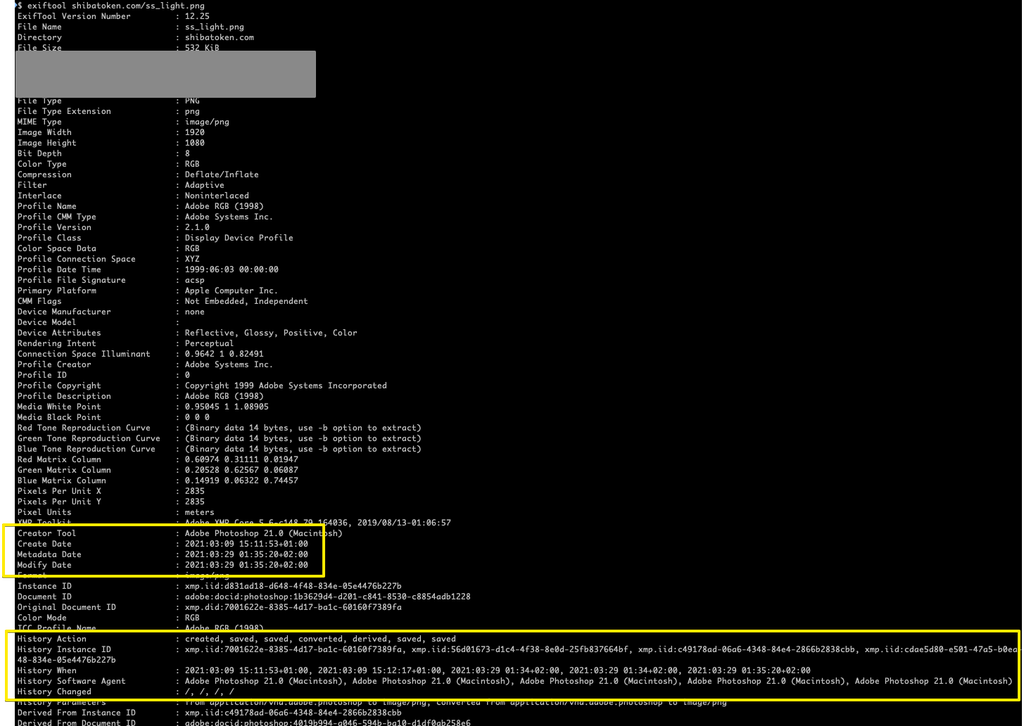 $ exiftool shibatoken.com/ss_light.png
ExifTool Version Number : 12.25
File Name : ss_light.png
Directory : shibatoken.com
File Size : 532 KiB
File Type : PNG
File Type Extension : png
MIME Type : image/png
Image Width : 1920
Image Height : 1080
Bit Depth : 8
Color Type : RGB
Compression : Deflate/Inflate
Filter : Adaptive
Interlace : Noninterlaced
Profile Name : Adobe RGB (1998)
Profile CMM Type : Adobe Systems Inc.
Profile Version : 2.1.0
Profile Class : Display Device Profile
Color Space Data : RGB
Profile Connection Space : XYZ
Profile Date Time : 1999:06:03 00:00:00
Profile File Signature : acsp
Primary Platform : Apple Computer Inc.
CMM Flags : Not Embedded, Independent
Device Manufacturer : none
Device Model :
Device Attributes : Reflective, Glossy, Positive, Color
Rendering Intent : Perceptual
Connection Space Illuminant : 0.9642 1 0.82491
Profile Creator : Adobe Systems Inc.
Profile ID : 0
Profile Copyright : Copyright 1999 Adobe Systems Incorporated
Profile Description : Adobe RGB (1998)
Media White Point : 0.95045 1 1.08905
Media Black Point : 0 0 0
Red Tone Reproduction Curve : (Binary data 14 bytes, use -b option to extract)
Green Tone Reproduction Curve : (Binary data 14 bytes, use -b option to extract)
Blue Tone Reproduction Curve : (Binary data 14 bytes, use -b option to extract)
Red Matrix Column : 0.60974 0.31111 0.01947
Green Matrix Column : 0.20528 0.62567 0.06087
Blue Matrix Column : 0.14919 0.06322 0.74457
Pixels Per Unit X : 2835
Pixels Per Unit Y : 2835
Pixel Units : meters
XMP Toolkit : Adobe XMP Core 5.6-c148 79.164036, 2019/08/13-01:06:57
Creator Tool : Adobe Photoshop 21.0 (Macintosh)
Create Date : 2021:03:09 15:11:53+01:00
Metadata Date : 2021:03:29 01:35:20+02:00
Modify Date : 2021:03:29 01:35:20+02:00
Format : image/png
Instance ID : xmp.iid:d831ad18-d648-4f48-834e-05e4476b227b
Document ID : adobe:docid:photoshop:1b3629d4-d201-c841-8530-c8854adb1228
Original Document ID : xmp.did:7001622e-8385-4d17-ba1c-60160f7389fa
Color Mode : RGB
ICC Profile Name : Adobe RGB (1998)
History Action : created, saved, saved, converted, derived, saved, saved
History Instance ID : xmp.iid:7001622e-8385-4d17-ba1c-60160f7389fa, xmp.iid:56d01673-d1c4-4f38-8e0d-25fb837664bf, xmp.iid:c49178ad-06a6-4348-84e4-2866b2838cbb, xmp.iid:cdae5d80-e501-47a5-b0ea-
48-834e-05e4476b227b
History When : 2021:03:09 15:11:53+01:00, 2021:03:09 15:12:17+01:00, 2021:03:29 01:34+02:00, 2021:03:29 01:34+02:00, 2021:03:29 01:35:20+02:00
History Software Agent : Adobe Photoshop 21.0 (Macintosh), Adobe Photoshop 21.0 (Macintosh), Adobe Photoshop 21.0 (Macintosh), Adobe Photoshop 21.0 (Macintosh), Adobe Photoshop 21.0 (Macintosh)
History Changed : /, /, /, /
History Parameters : from application/vnd.adobe.photoshop to image/png, converted from application/vnd.adobe.photoshop to image/png
Derived From Instance ID : xmp.iid:c49178ad-06a6-4348-84e4-2866b2838cbb
Derived From Document ID : adobe:docid:photoshop:4019b994-a046-594b-ba10-d1df0ab258e6